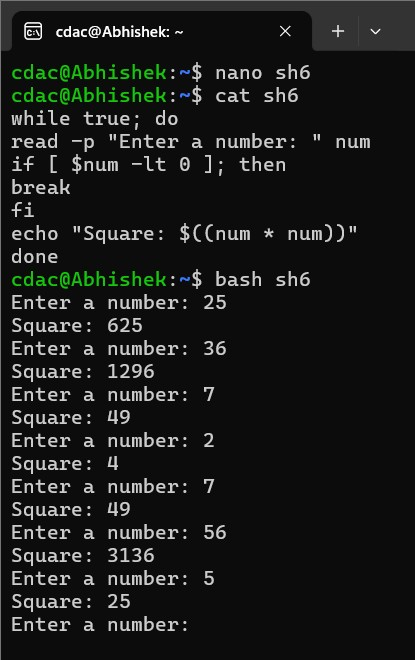 cdac@Abhishek: ~
cdac@Abhishek:~$ nano sh6
cdac@Abhishek:~$ cat sh6
while true; do
read -p "Enter a number: " num
if [ $num -lt 0 ]; then
break
fi
echo "Square: $((num * num))"
done
cdac@Abhishek:~$ bash sh6
Enter a number: 25
Square: 625
Enter a number: 36
Square: 1296
Enter a number: 7
Square: 49
Enter a number: 2
Square: 4
Enter a number: 7
Square: 49
Enter a number: 56
Square: 3136
Enter a number: 5
Square: 25
Enter a number: